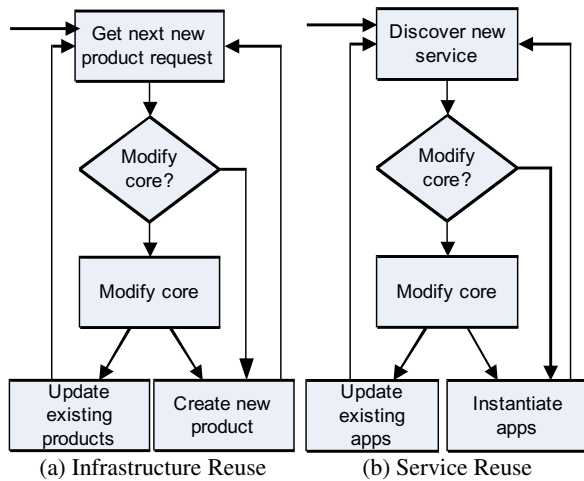 Get next new
product request
Modify
core?
Modify core
Update
existing
products
Create new
product
(a) Infrastructure Reuse
Discover new
service
Modify
core?
Modify core
Update
existing
apps
Instantiate
apps
(b) Service Reuse